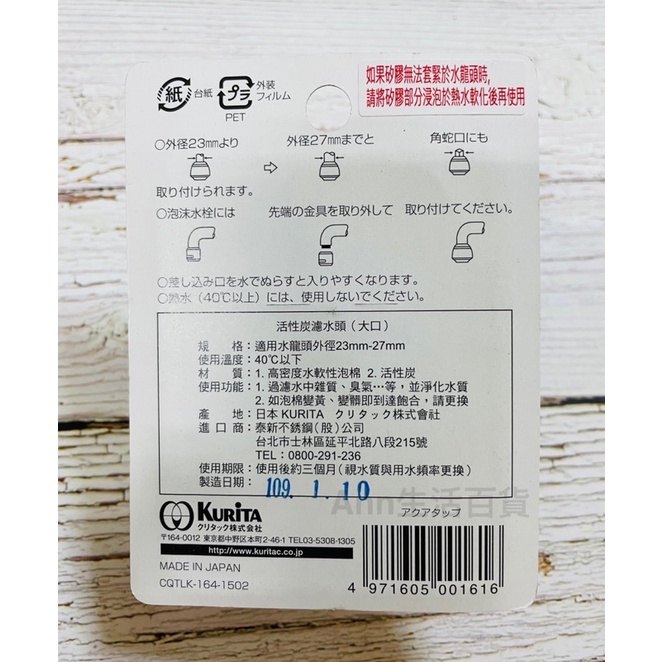 紙 台紙
プラ 外装フィルム
PET
如果矽膠無法套緊於水龍頭時,
請將矽膠部分浸泡於熱水軟化後再使用
○外径23㎜より 外径27㎜までと 角蛇口にも
取り付けられます。
○泡沫水栓には 先端の金具を取り外して 取り付けてください。
○差し込み口を水でぬらすと入りやすくなります。
○熱水（40℃以上）には、使用しないでください。
活性炭濾水頭（大口）
規 格：適用水龍頭外徑23mm-27mm
使用溫度：40℃以下
材 質：1. 高密度水軟性泡棉 2. 活性炭
使用功能：1. 過濾水中雜質、臭氣…等，並淨化水質
2. 如泡棉變黃、變髒即到達飽合，請更換
產 地：日本 KURITA クリタック株式會社
進 口 商：泰新不銹鋼（股）公司
台北市士林區延平北路八段215號
TEL：0800-291-236
使用期限：使用後約三個月（視水質與用水頻率更換）
製造日期：109. 1. 10
Ann生活百貨
KURITA
クリタック株式会社
アクアタップ
〒164-0012 東京都中野区本町2-46-1 TEL03-5308-1305
http://www.kuritac.co.jp
MADE IN JAPAN
CQTLK-164-1502
4 971605 001616